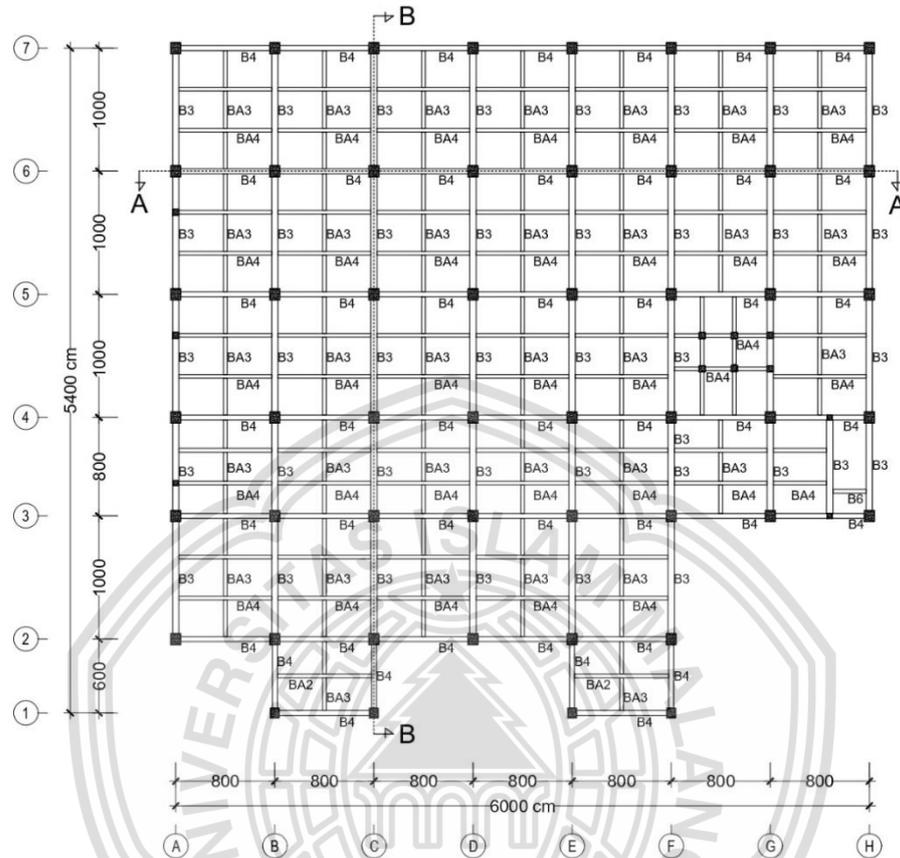 B
7
B4 B4 B4 B4 B4 B4 B4
B3 BA3 B3 BA3 B3 BA3 B3 BA3 B3 BA3 B3 BA3 B3 BA3 B3
1000
BA4 BA4 BA4 BA4 BA4 BA4 BA4
6
A A
B4 B4 B4 B4 B4 B4 B4
B3 BA3 B3 BA3 B3 BA3 B3 BA3 B3 BA3 B3 BA3 B3 BA3 B3
1000
BA4 BA4 BA4 BA4 BA4 BA4 BA4
5
B4 B4 B4 B4 B4 B4 B4
BA4
B3 BA3 B3 BA3 B3 BA3 B3 BA3 B3 BA3 B3 BA3 B3
1000
BA4 BA4 BA4 BA4 BA4 BA4 BA4
5400 cm
4
B4 B4 B4 B4 B4 B4 B4
B3
B3 BA3 B3 BA3 B3 BA3 B3 BA3 B3 BA3 BA3 B3 B3 B3
800
BA4 BA4 BA4 BA4 BA4 BA4 BA4 B6
3
B4 B4 B4 B4 B4 B4 B4
B3 BA3 B3 BA3 B3 BA3 B3 BA3 B3 BA3 B3
1000
BA4 BA4 BA4 BA4 BA4
2
B4 B4 B4 B4 B4
B4 B4 B4 B4
600
BA2 BA2
BA3 BA3
1
B4 B4
B
800 800 800 800 800 800 800
6000 cm
A B C D E F G H
UNIVERSITAS ISLAM MALANG